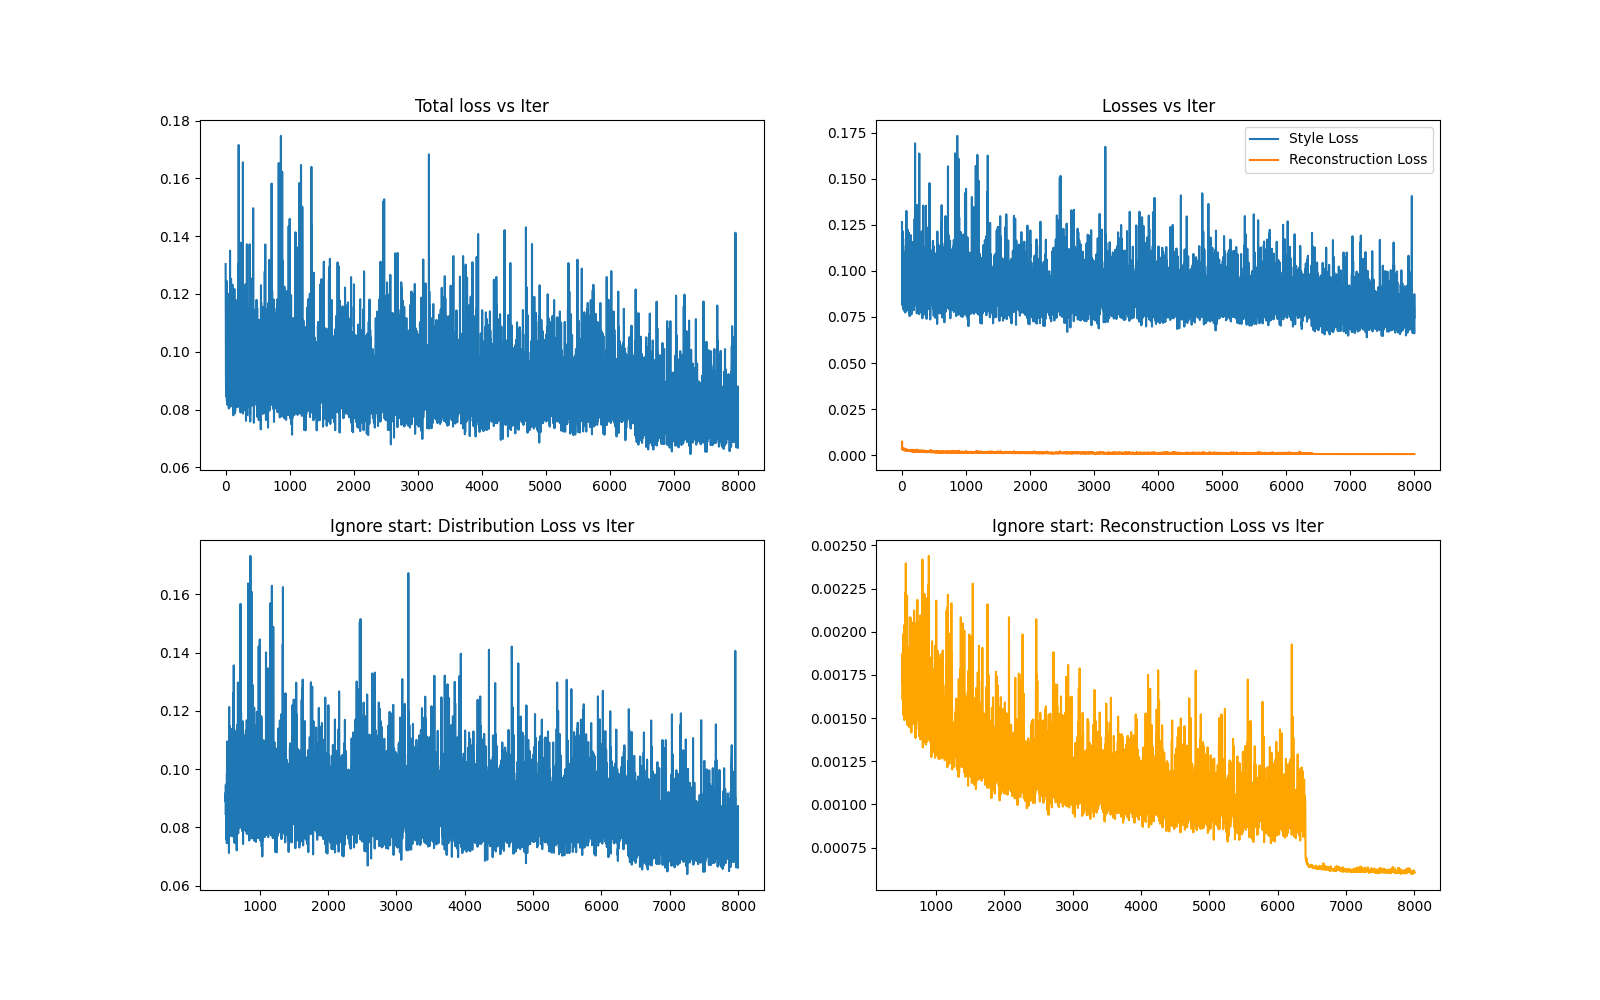 Total loss vs Iter
0.18
0.16
0.14
0.12
0.10
0.08
0.06
0 1000 2000 3000 4000 5000 6000 7000 8000
Losses vs Iter
Style Loss
Reconstruction Loss
0.175
0.150
0.125
0.100
0.075
0.050
0.025
0.000
0 1000 2000 3000 4000 5000 6000 7000 8000
Ignore start: Distribution Loss vs Iter
0.16
0.14
0.12
0.10
0.08
0.06
1000 2000 3000 4000 5000 6000 7000 8000
Ignore start: Reconstruction Loss vs Iter
0.00250
0.00225
0.00200
0.00175
0.00150
0.00125
0.00100
0.00075
1000 2000 3000 4000 5000 6000 7000 8000